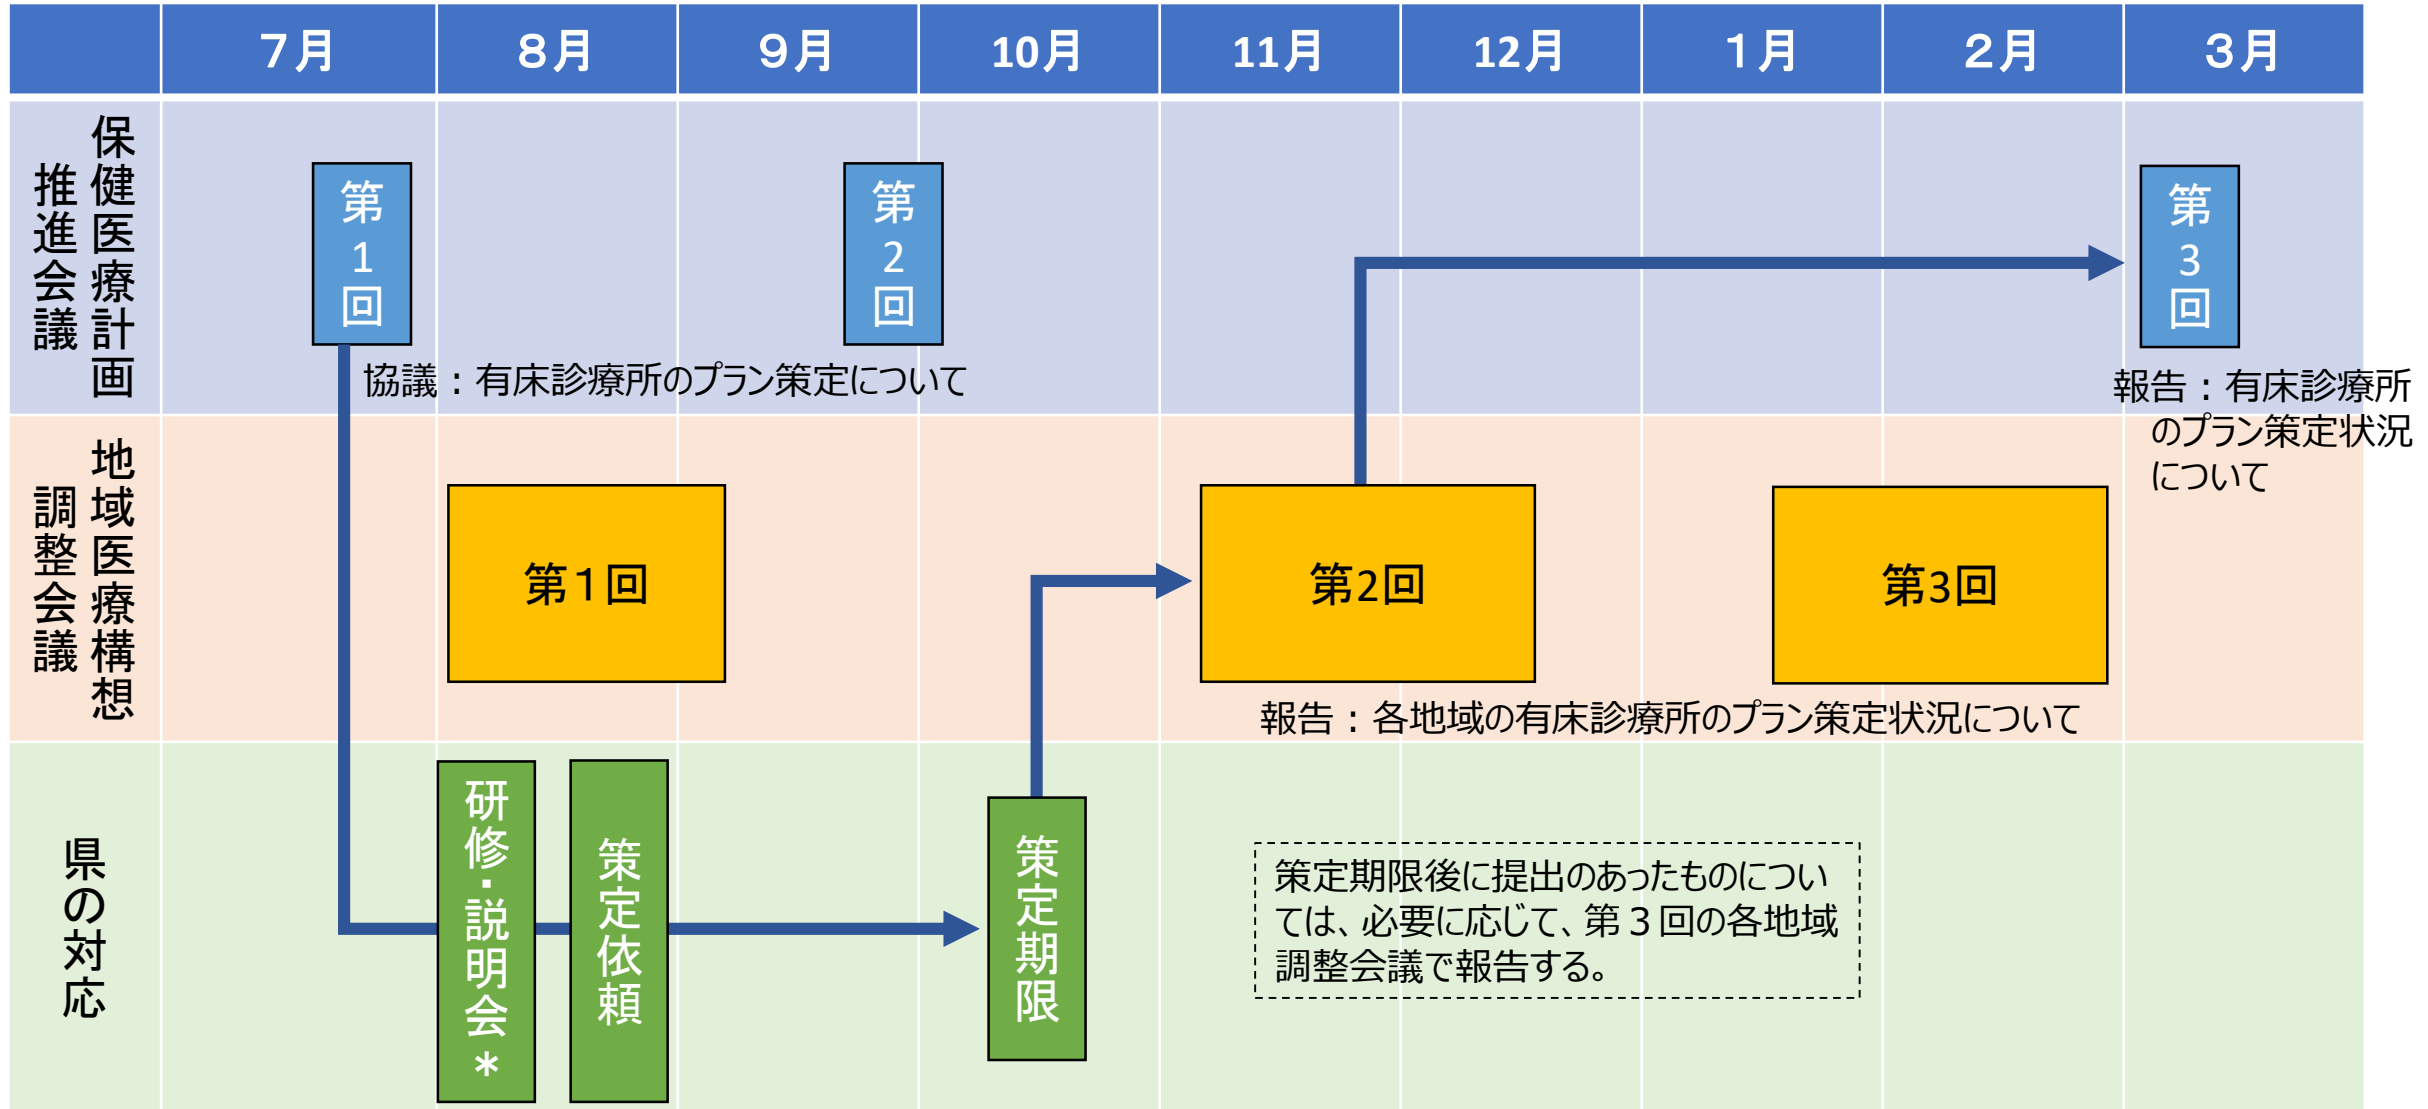 7月 8月 9月 10月 11月 12月 1月 2月 3月
保健医療計画
推進会議
第1回
第2回
第3回
協議：有床診療所のプラン策定について
報告：有床診療所
のプラン策定状況
について
地域医療構想
調整会議
第1回
第2回
第3回
報告：各地域の有床診療所のプラン策定状況について
県の対応
研修・説明会*
策定依頼
策定期限
策定期限後に提出のあったものについ
ては、必要に応じて、第3回の各地域
調整会議で報告する。